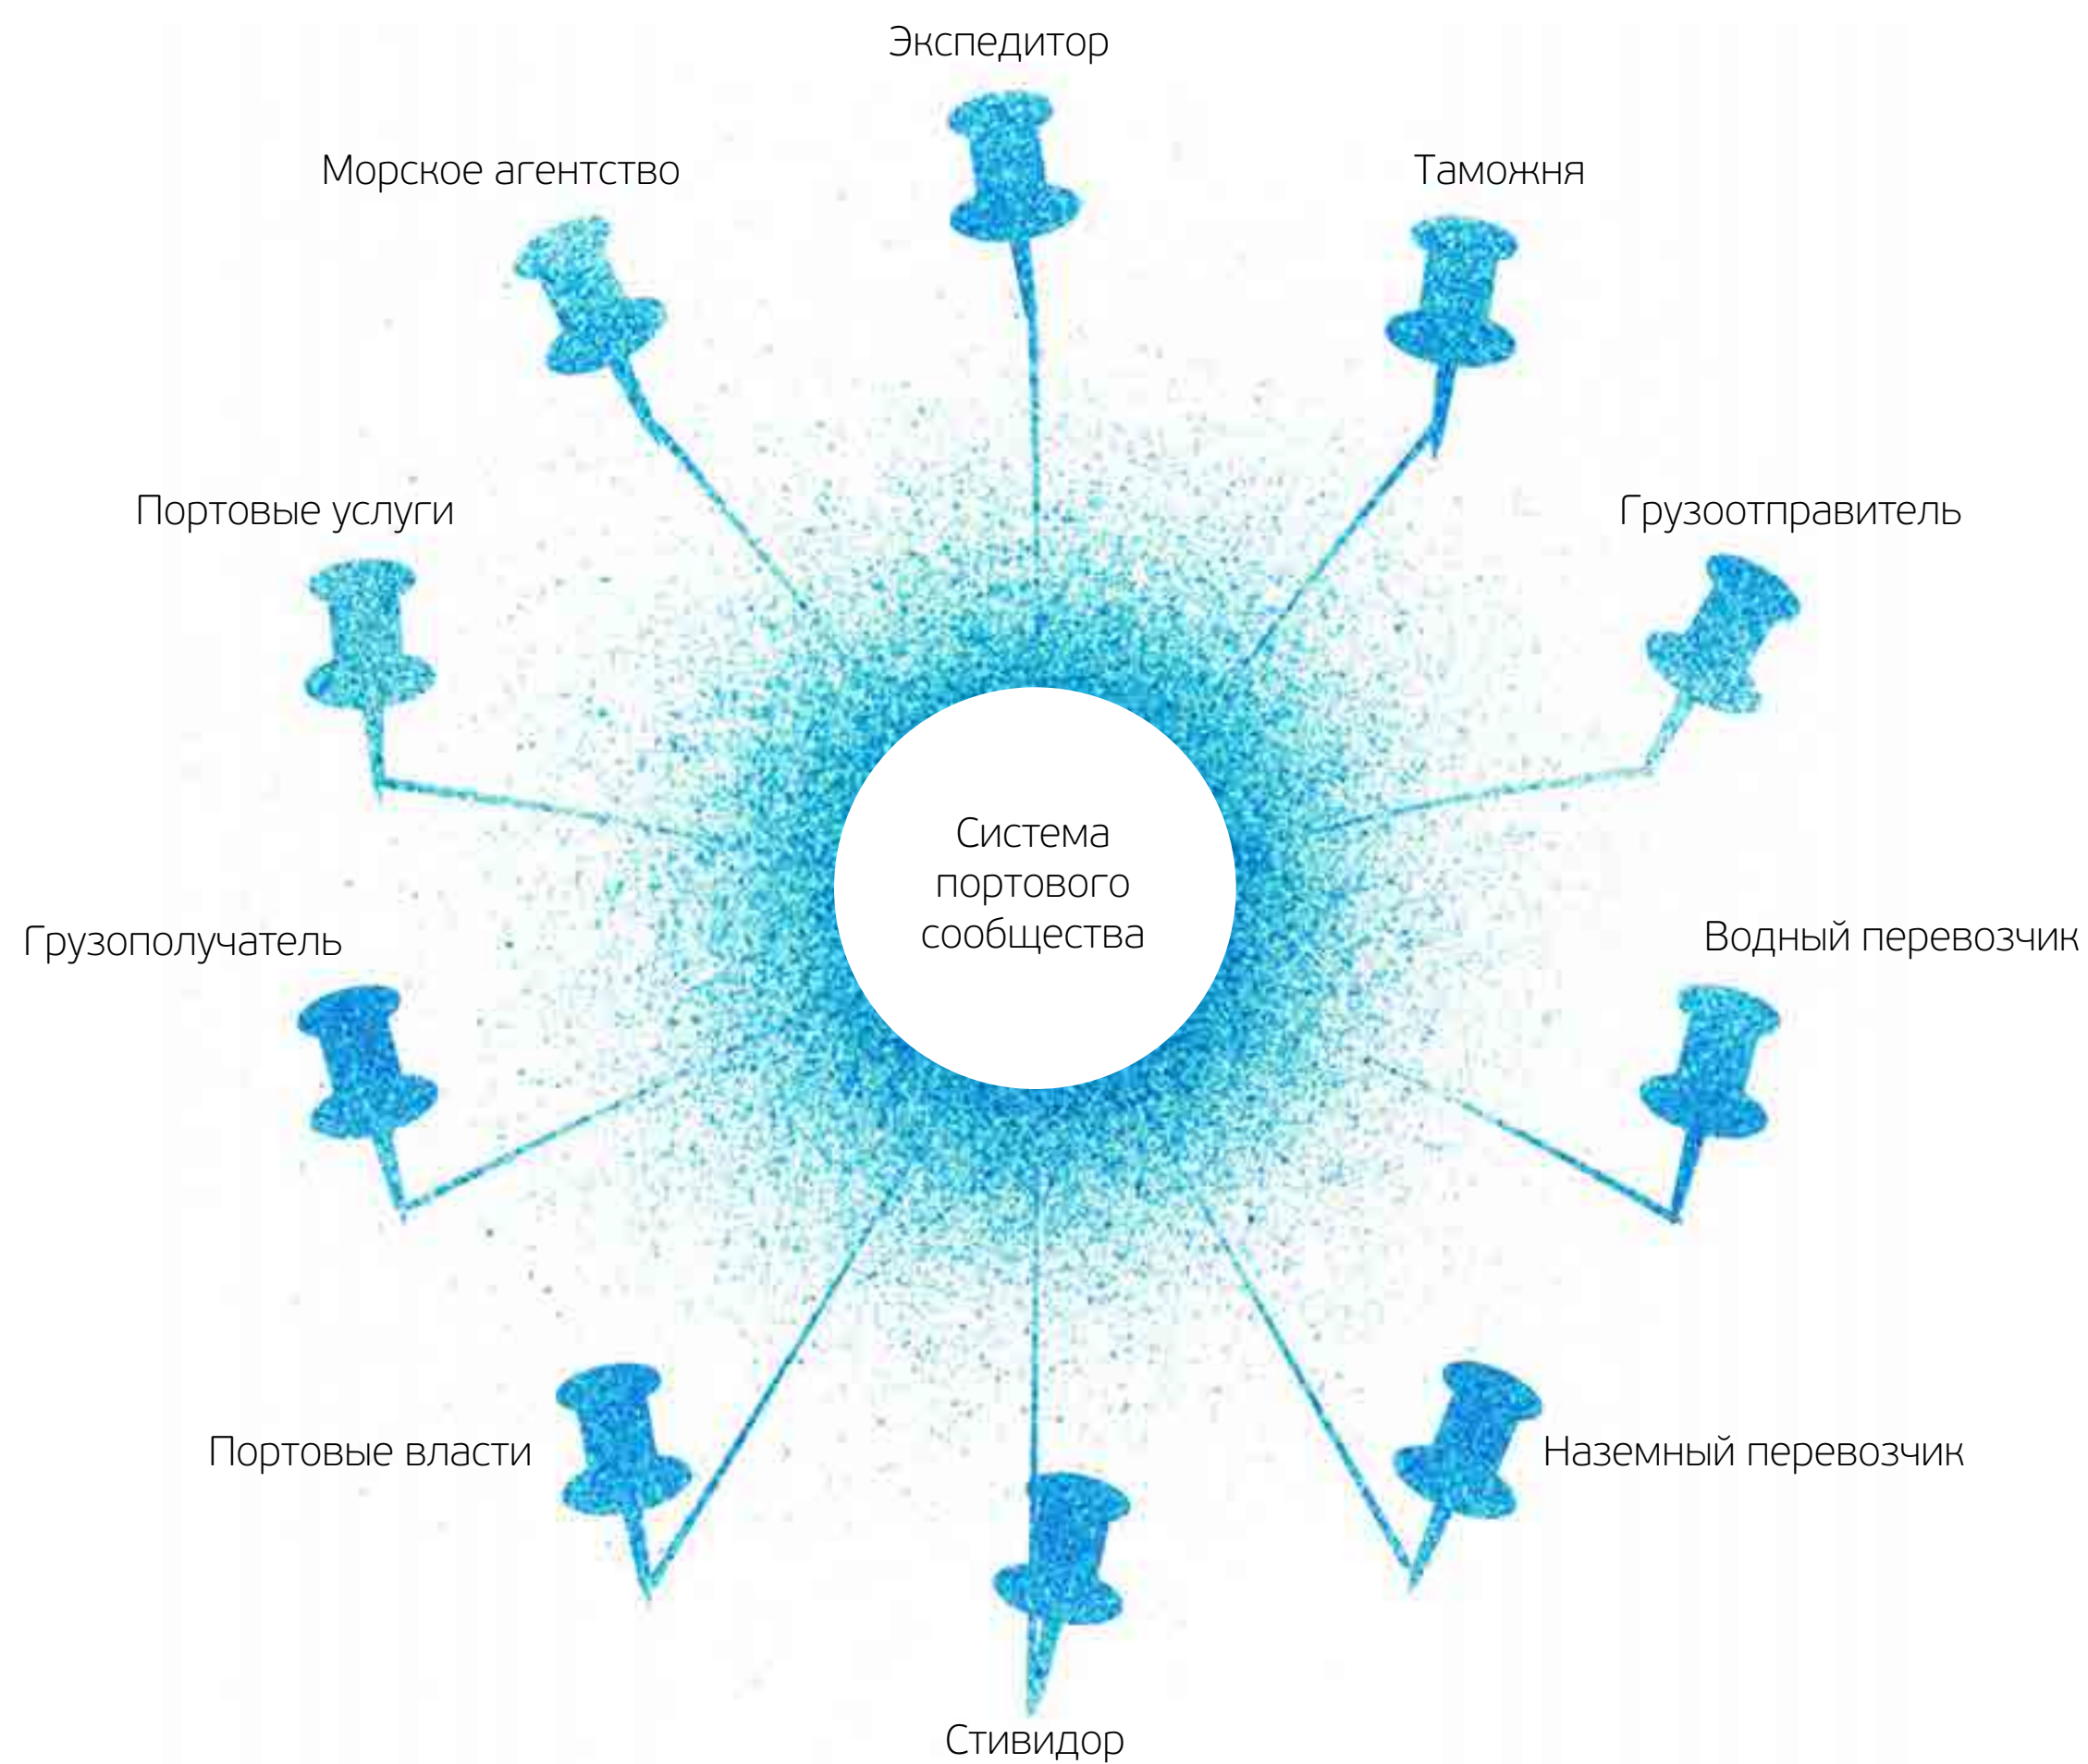 Экспедитор
Морское агентство
Таможня
Портовые услуги
Грузоотправитель
Система
портового
сообщества
Грузополучатель
Водный перевозчик
Портовые власти
Наземный перевозчик
Стивидор